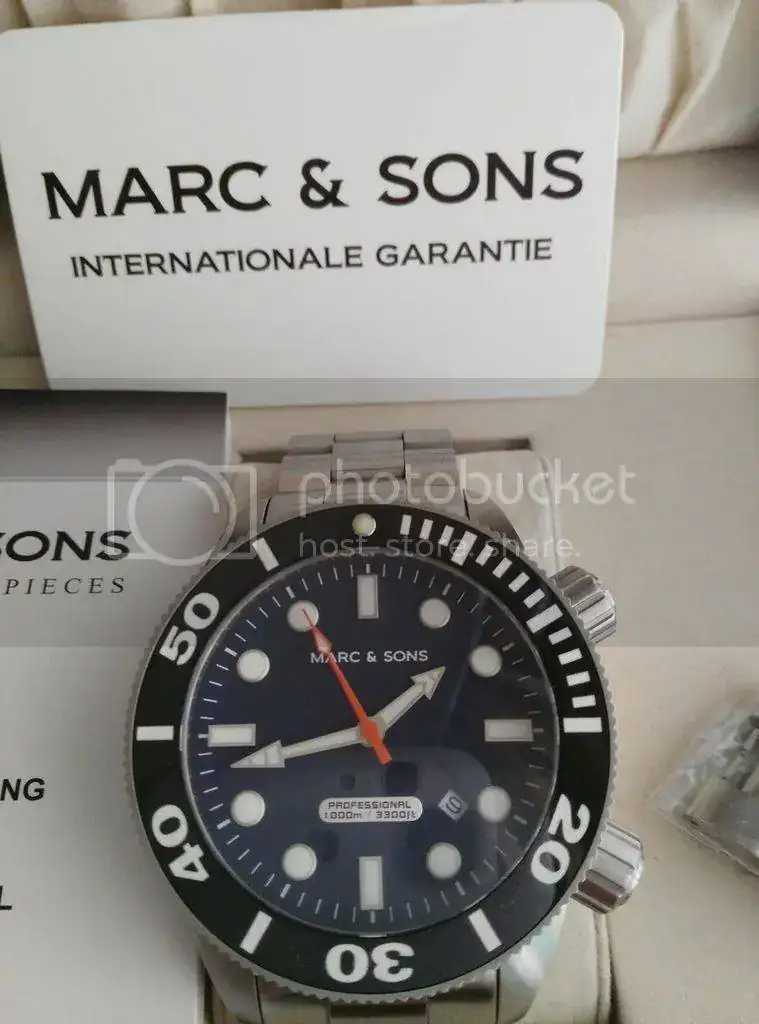 MARC & SONS
INTERNATIONALE GARANTIE
photobucket
host. store. share.
SONS
PIECES
NG
L
MARC & SONS
PROFESSIONAL
1000m / 3300ft
50
40
30
20